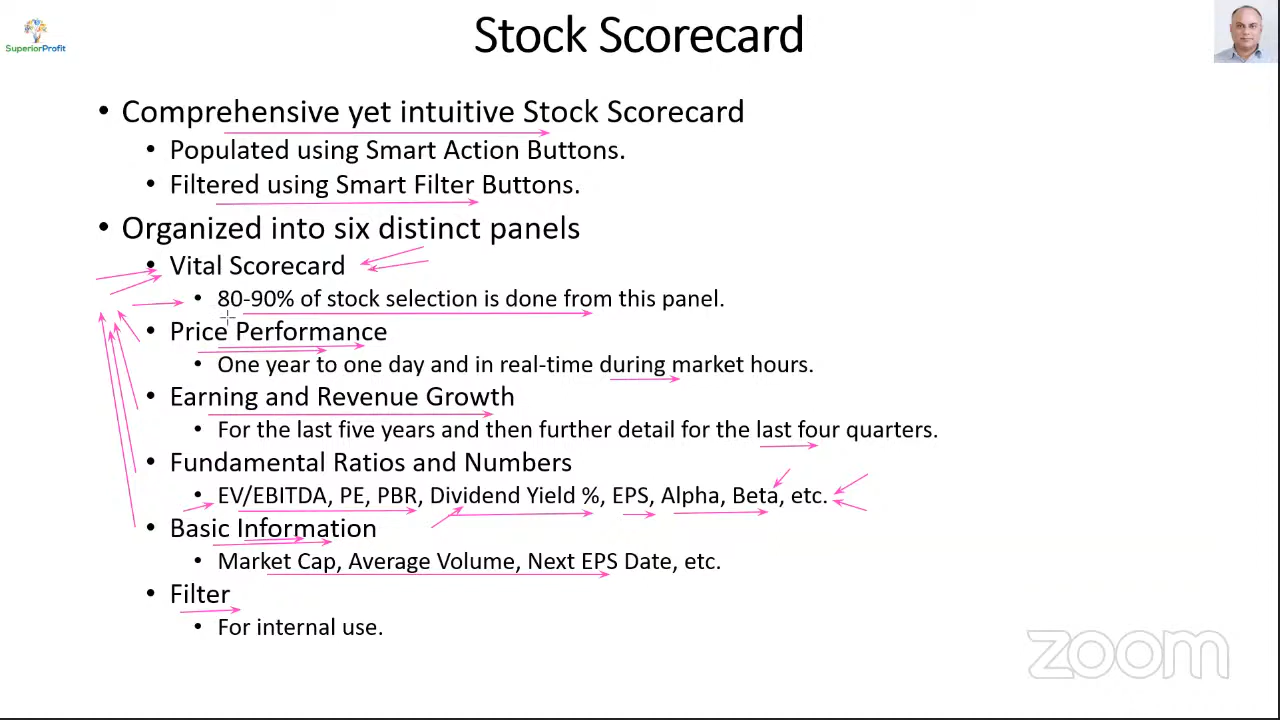 Stock Scorecard
SuperiorProfit
• Comprehensive yet intuitive Stock Scorecard
• Populated using Smart Action Buttons.
• Filtered using Smart Filter Buttons.
• Organized into six distinct panels
• Vital Scorecard
• 80-90% of stock selection is done from this panel.
• Price Performance
• One year to one day and in real-time during market hours.
• Earning and Revenue Growth
• For the last five years and then further detail for the last four quarters.
• Fundamental Ratios and Numbers
• EV/EBITDA, PE, PBR, Dividend Yield %, EPS, Alpha, Beta, etc.
• Basic Information
• Market Cap, Average Volume, Next EPS Date, etc.
• Filter
• For internal use.
zoom